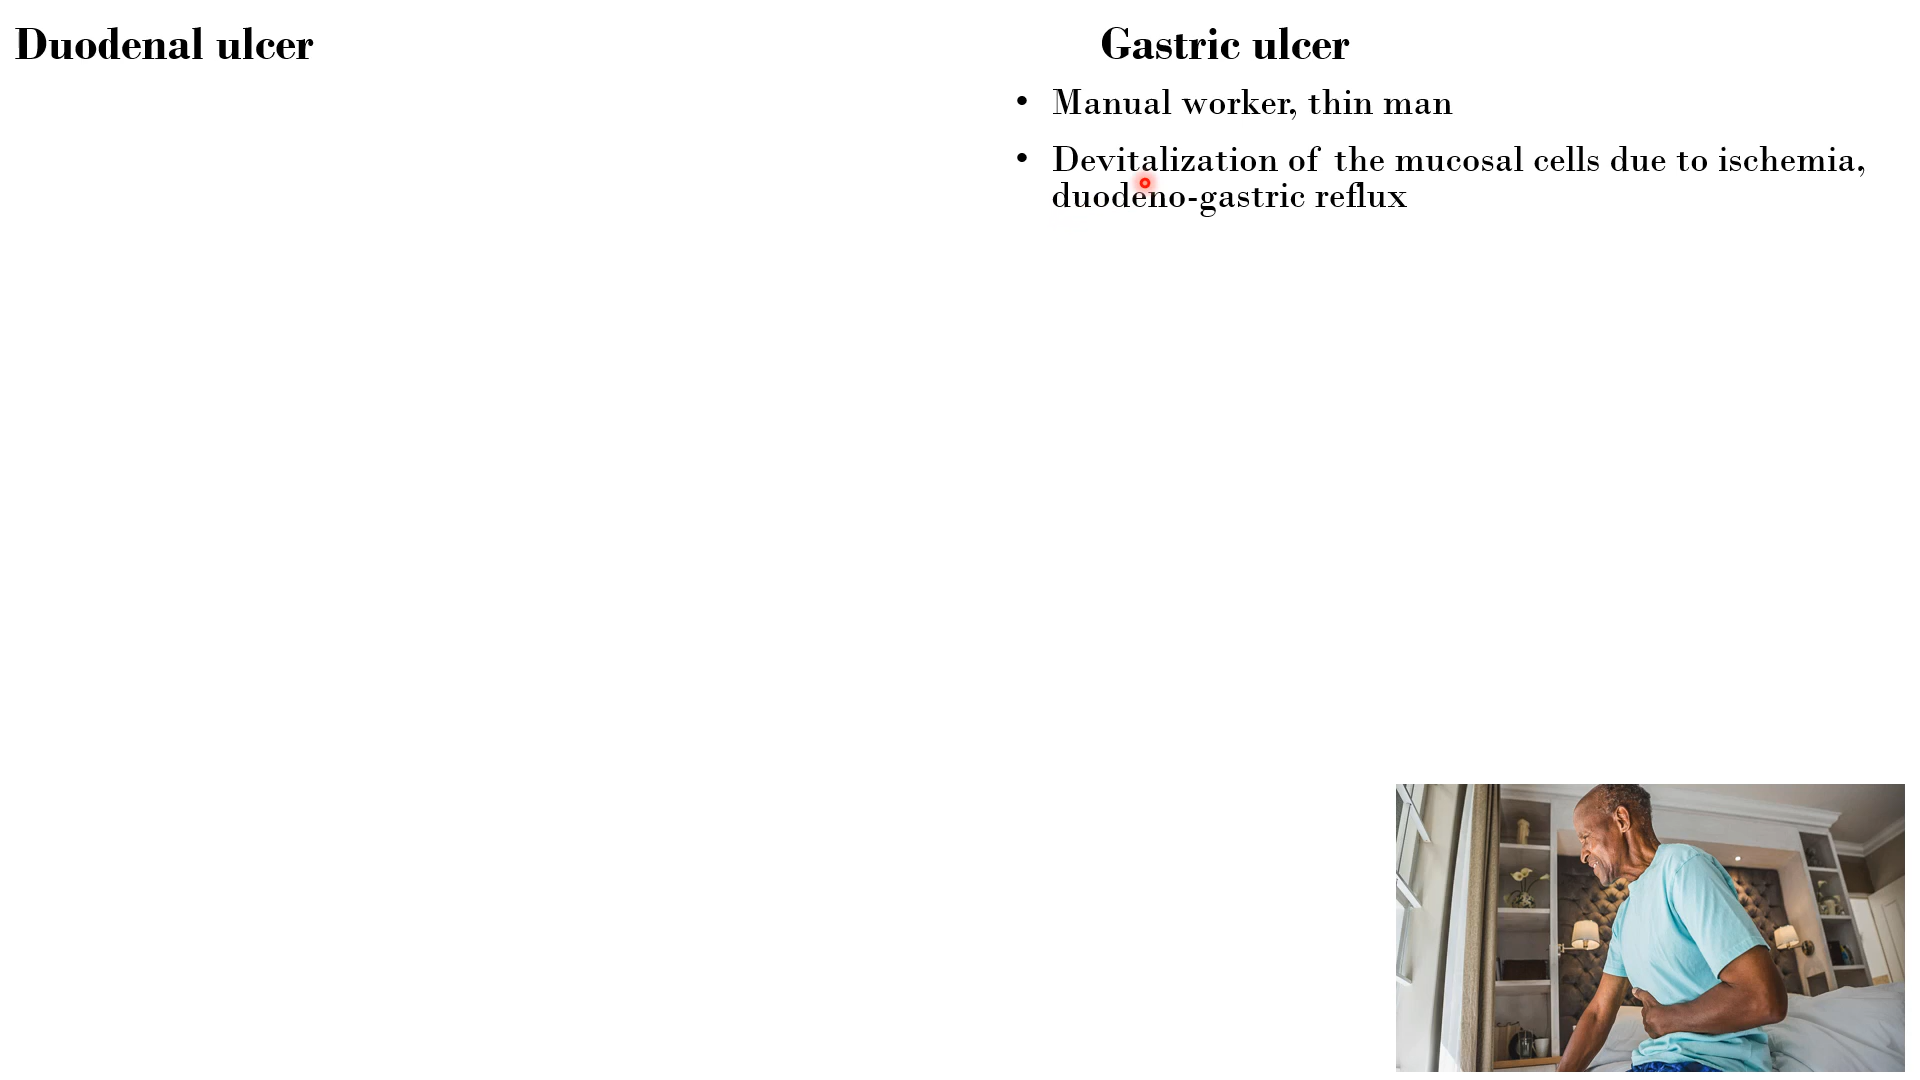 Duodenal ulcer
Gastric ulcer
• Manual worker, thin man
• Devitalization of the mucosal cells due to ischemia,
duodeno-gastric reflux